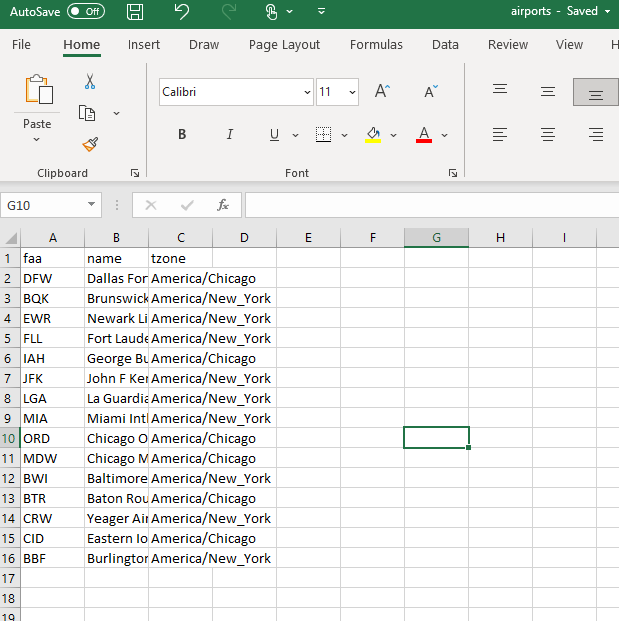 AutoSave Off airports - Saved
File Home Insert Draw Page Layout Formulas Data Review View H
Paste Calibri 11 A A
B I U A
Clipboard Font
G10 fx
A B C D E F G H I
1 faa name tzone
2 DFW Dallas For America/Chicago
3 BQK Brunswick America/New_York
4 EWR Newark Li America/New_York
5 FLL Fort Laude America/New_York
6 IAH George Bu America/Chicago
7 JFK John F Ken America/New_York
8 LGA La Guardia America/New_York
9 MIA Miami Intl America/New_York
10 ORD Chicago O America/Chicago
11 MDW Chicago M America/Chicago
12 BWI Baltimore America/New_York
13 BTR Baton Rou America/Chicago
14 CRW Yeager Air America/New_York
15 CID Eastern Io America/Chicago
16 BBF Burlington America/New_York
17
18
19